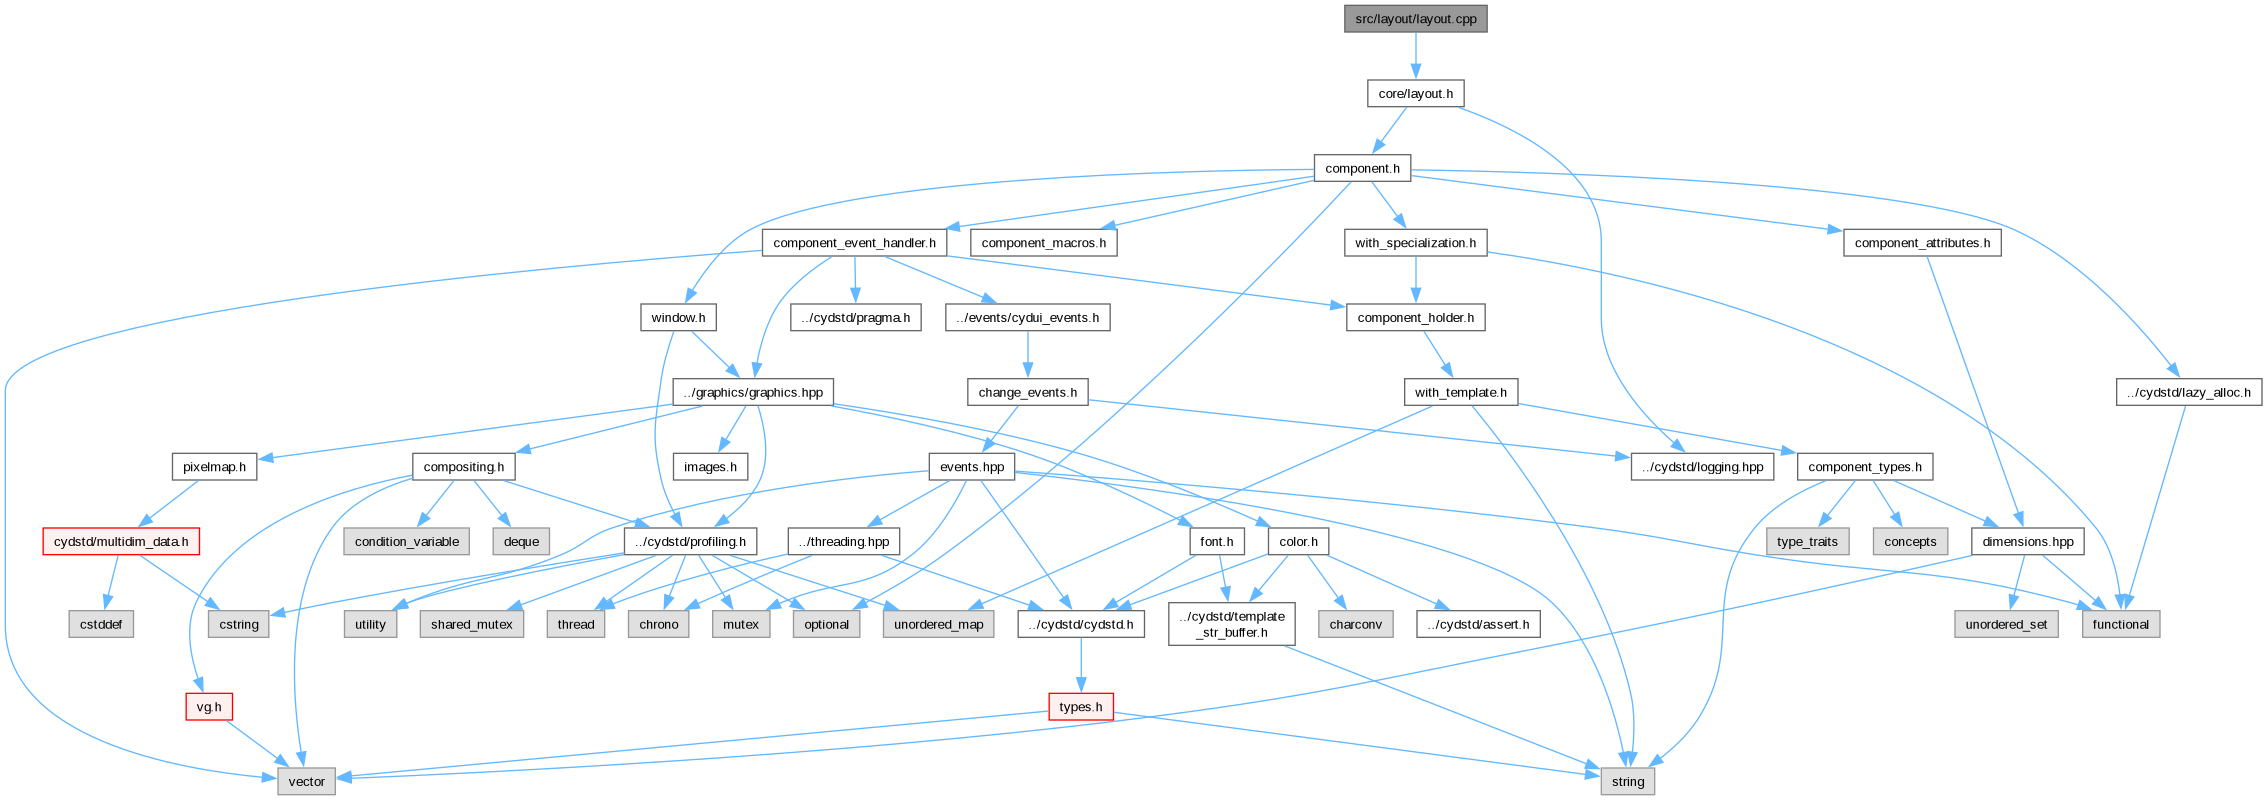 src/layout/layout.cpp
core/layout.h
component.h
component_event_handler.h
component_macros.h
with_specialization.h
component_attributes.h
window.h
../cydstd/pragma.h
../events/cydui_events.h
component_holder.h
../graphics/graphics.hpp
change_events.h
with_template.h
../cydstd/lazy_alloc.h
pixelmap.h
compositing.h
images.h
events.hpp
../cydstd/logging.hpp
component_types.h
cydstd/multidim_data.h
condition_variable
deque
../cydstd/profiling.h
../threading.hpp
font.h
color.h
type_traits
concepts
dimensions.hpp
cstddef
cstring
utility
shared_mutex
thread
chrono
mutex
optional
unordered_map
../cydstd/cydstd.h
../cydstd/template
_str_buffer.h
charconv
../cydstd/assert.h
unordered_set
functional
vg.h
types.h
vector
string